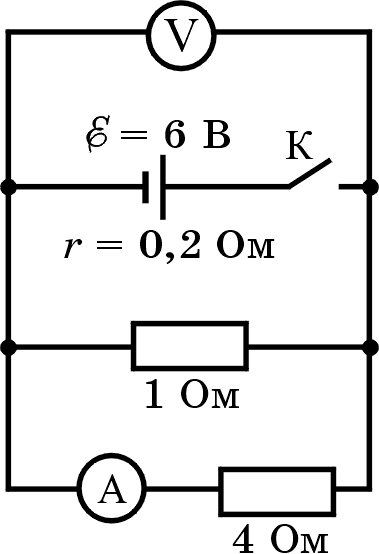 V
ℰ = 6 В
К
r = 0,2 Ом
1 Ом
А
4 Ом